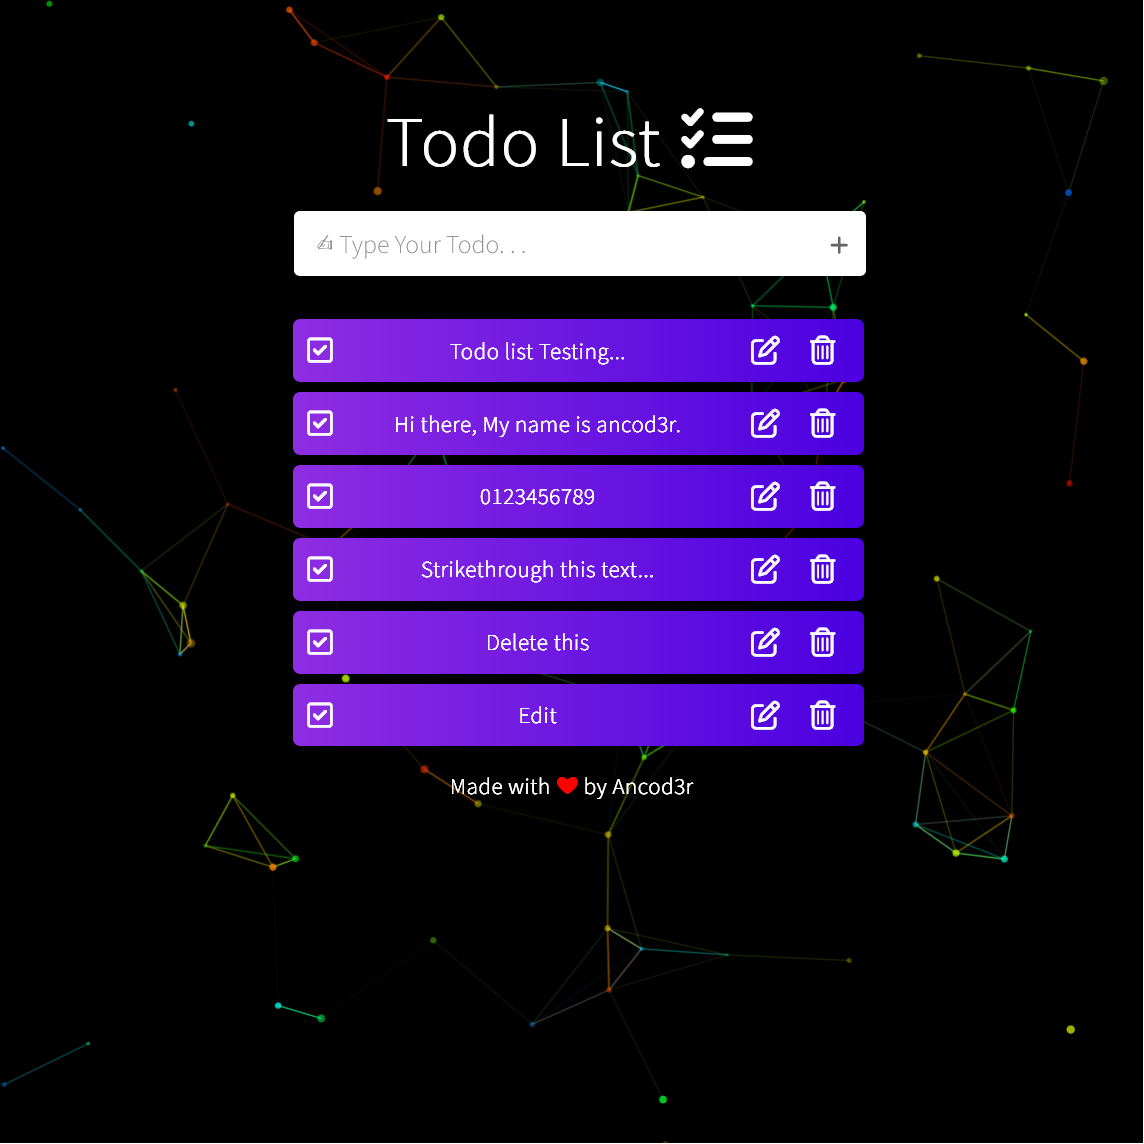 Todo List
✍ Type Your Todo. . .
Todo list Testing...
Hi there, My name is ancod3r.
0123456789
Strikethrough this text...
Delete this
Edit
Made with ❤ by Ancod3r